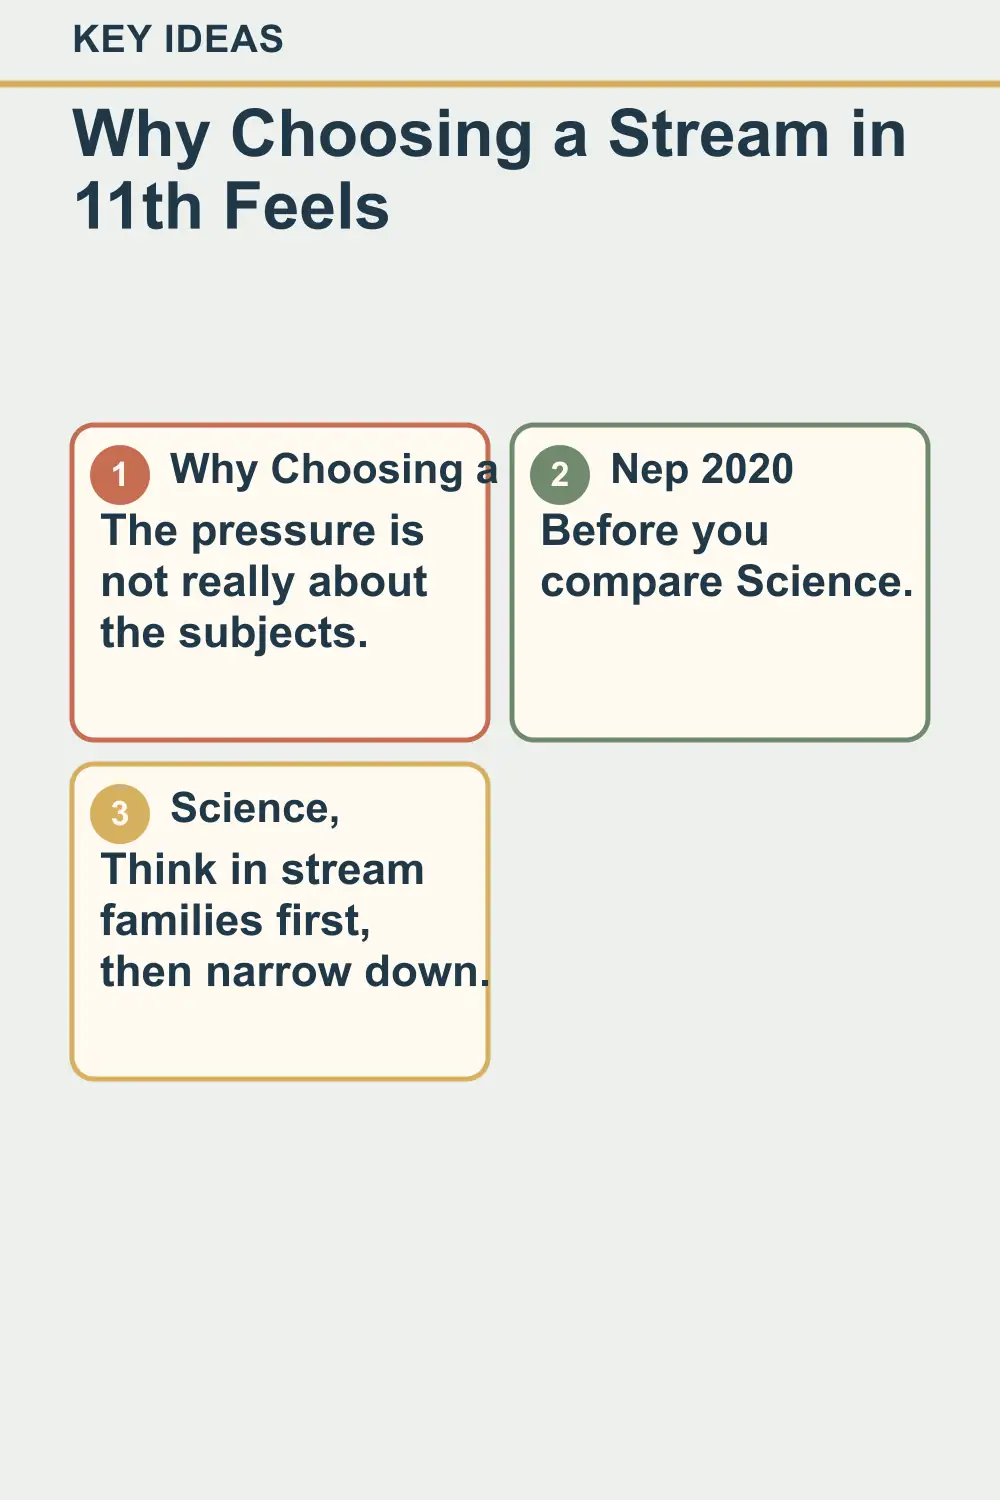 KEY IDEAS
Why Choosing a Stream in
11th Feels
1 Why Choosing a
The pressure is
not really about
the subjects.
2 Nep 2020
Before you
compare Science.
3 Science,
Think in stream
families first,
then narrow down.